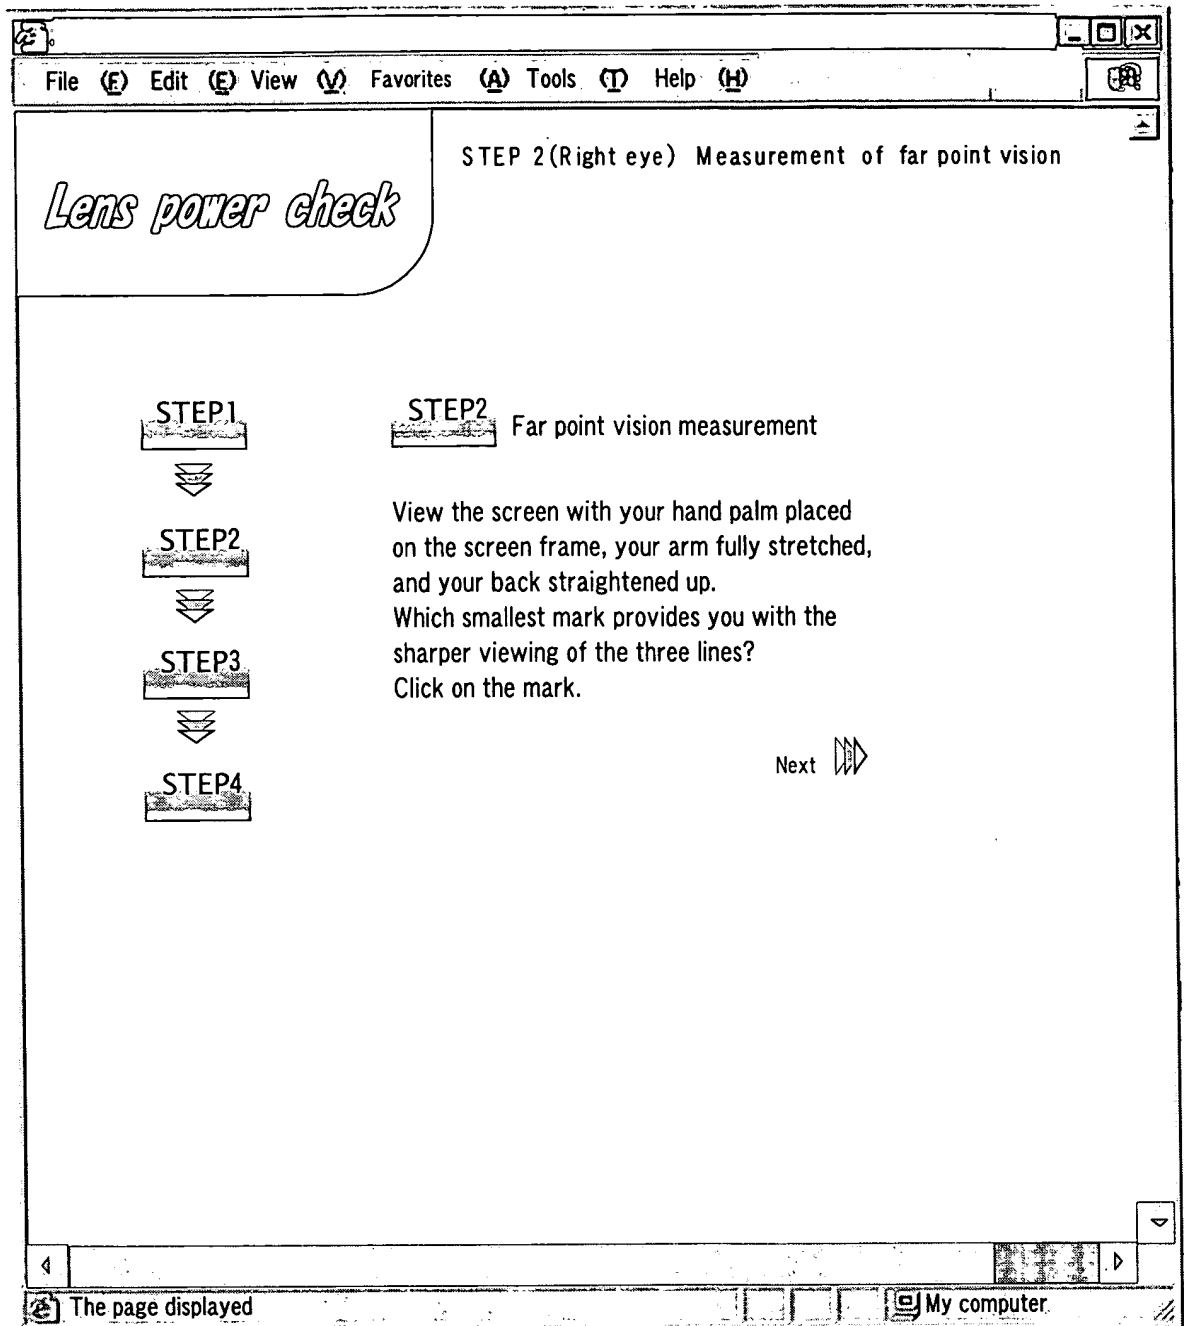 File (F) Edit (E) View (V) Favorites (A) Tools (T) Help (H)
Lens power check
STEP 2(Right eye) Measurement of far point vision
STEP1
STEP2
STEP3
STEP4
STEP2 Far point vision measurement
View the screen with your hand palm placed
on the screen frame, your arm fully stretched,
and your back straightened up.
Which smallest mark provides you with the
sharper viewing of the three lines?
Click on the mark.
Next
The page displayed
My computer